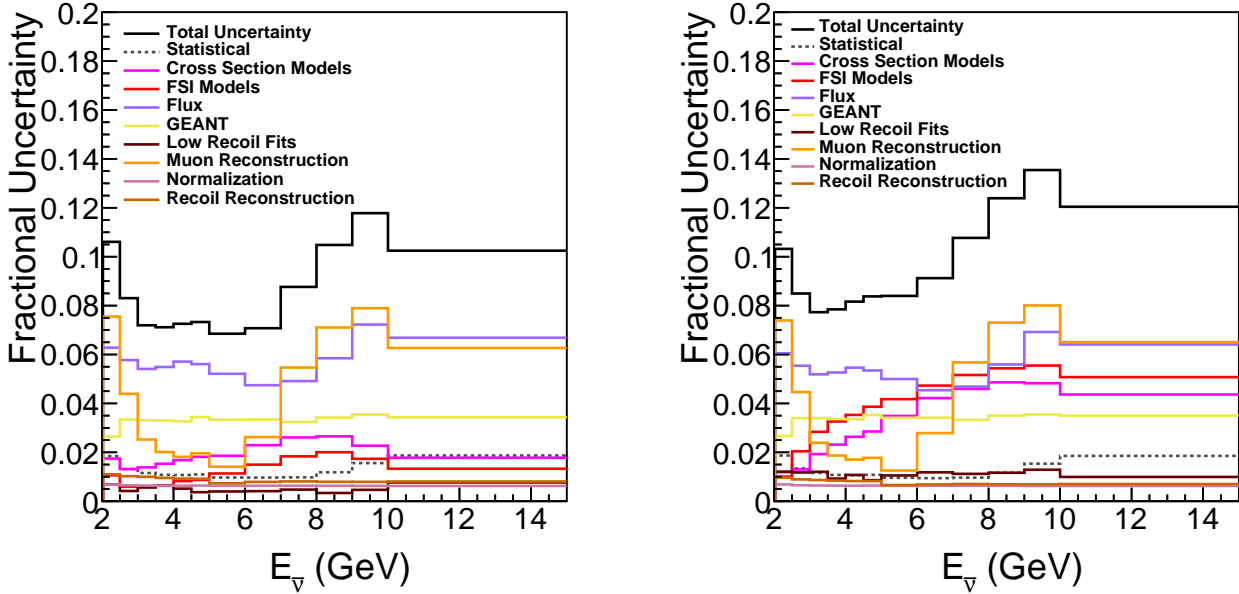 Fractional Uncertainty
0.2
0.18
0.16
0.14
0.12
0.1
0.08
0.06
0.04
0.02
0
Total Uncertainty
Statistical
Cross Section Models
FSI Models
Flux
GEANT
Low Recoil Fits
Muon Reconstruction
Normalization
Recoil Reconstruction
2 4 6 8 10 12 14
E_ν̄ (GeV)
Fractional Uncertainty
0.2
0.18
0.16
0.14
0.12
0.1
0.08
0.06
0.04
0.02
0
Total Uncertainty
Statistical
Cross Section Models
FSI Models
Flux
GEANT
Low Recoil Fits
Muon Reconstruction
Normalization
Recoil Reconstruction
2 4 6 8 10 12 14
E_ν̄ (GeV)